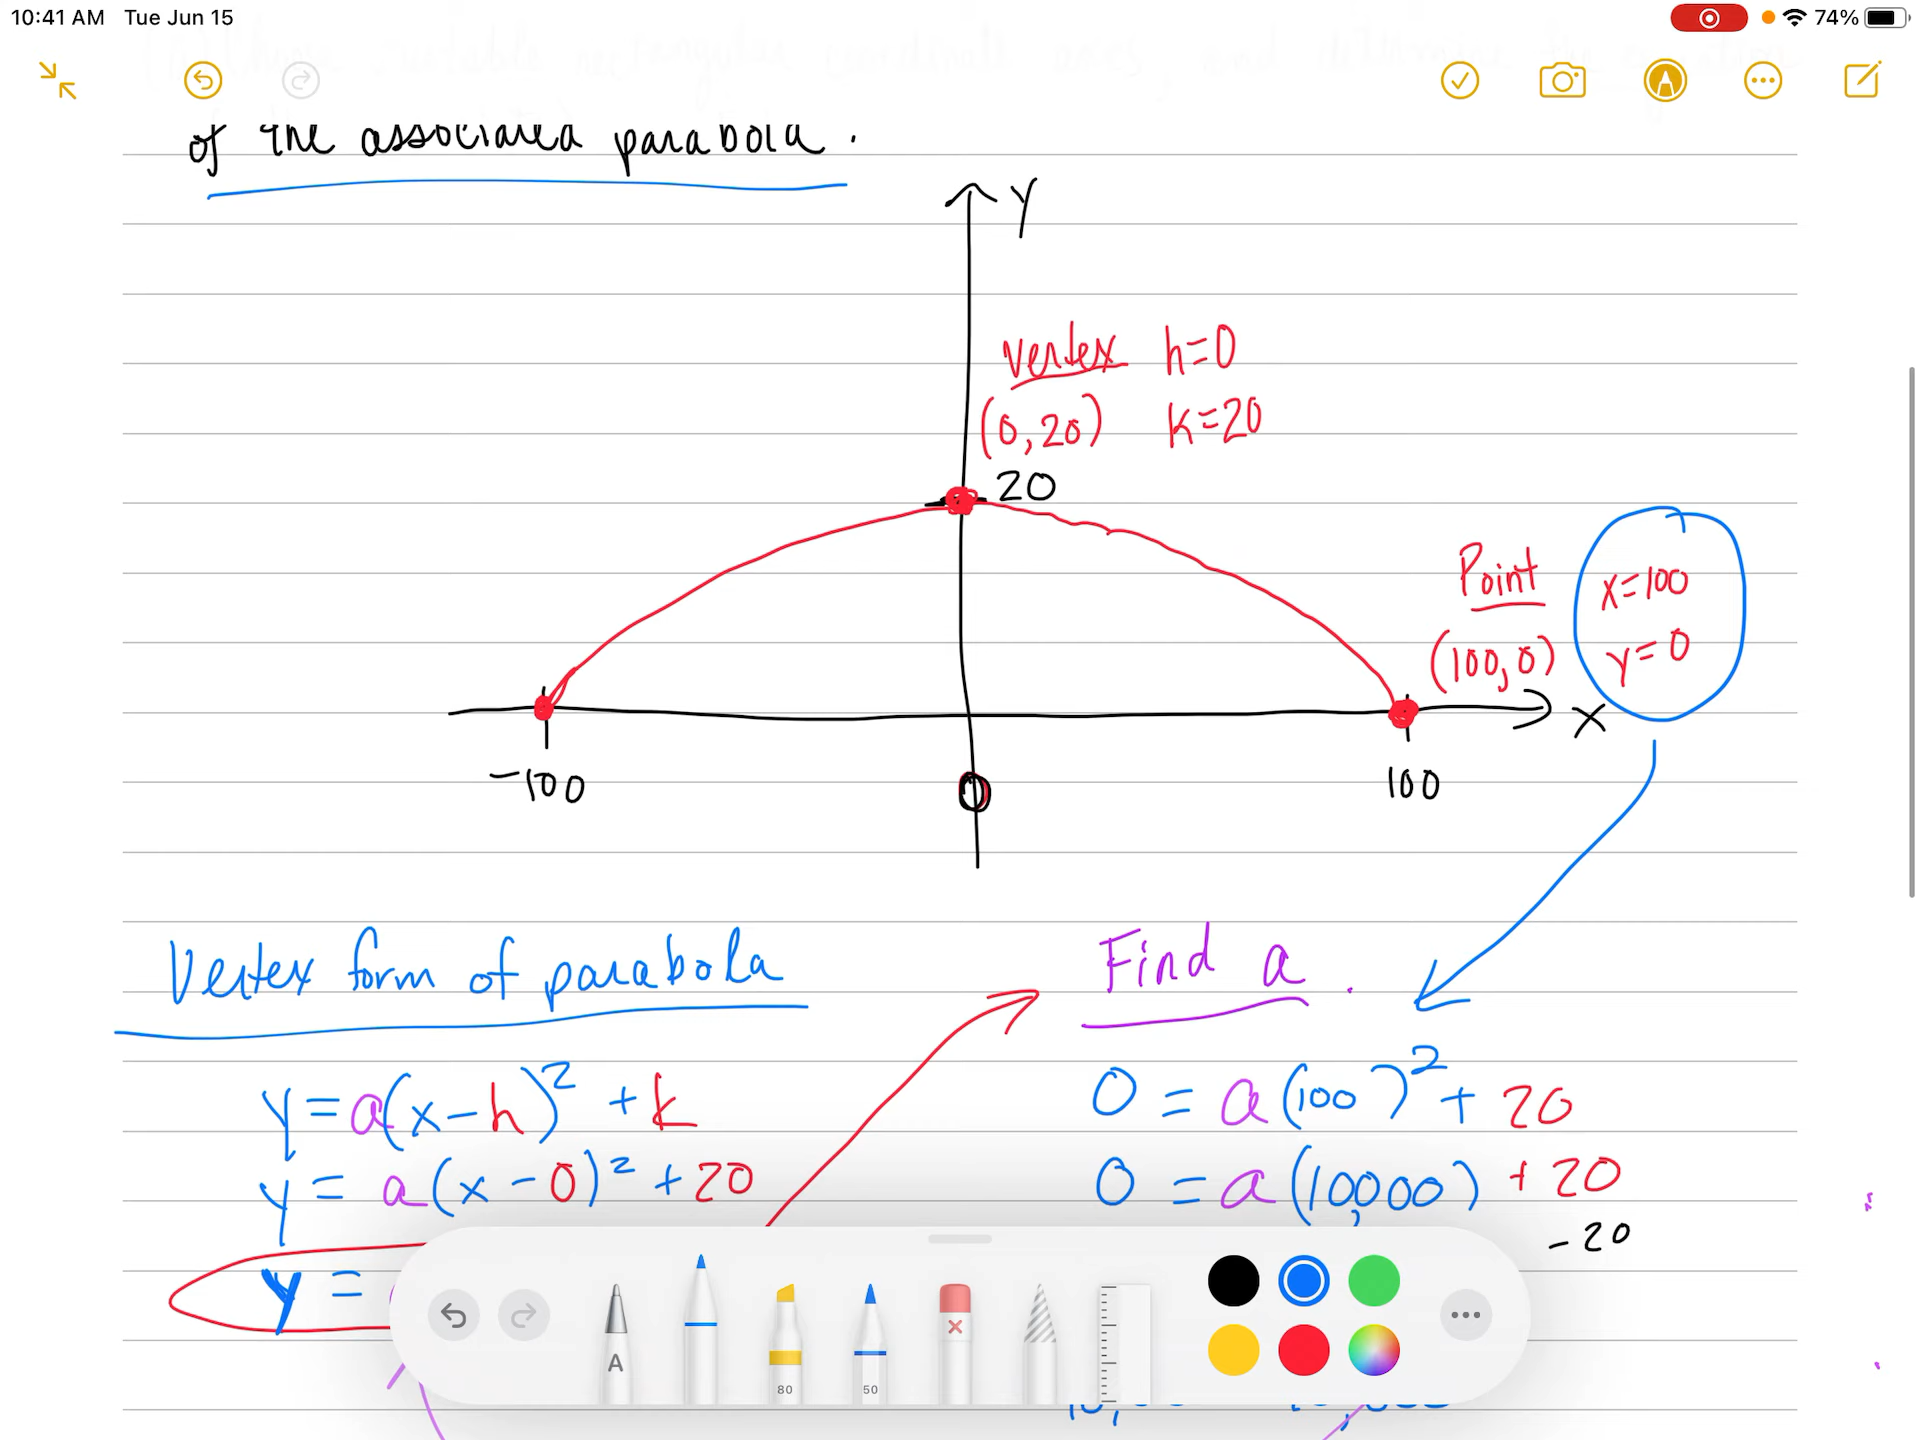 10:41 AM Tue Jun 15
74%
of the associated parabola.
Y
vertex h=0
(0,20) k=20
20
Point
x=100
(100,0)
y=0
X
-100
0
100
Vertex form of parabola
Find a.
y=a(x-h)² + k
0 = a(100)² + 20
y = a(x-0)² + 20
0 = a(10,000) + 20
-20
y =
A
80
50